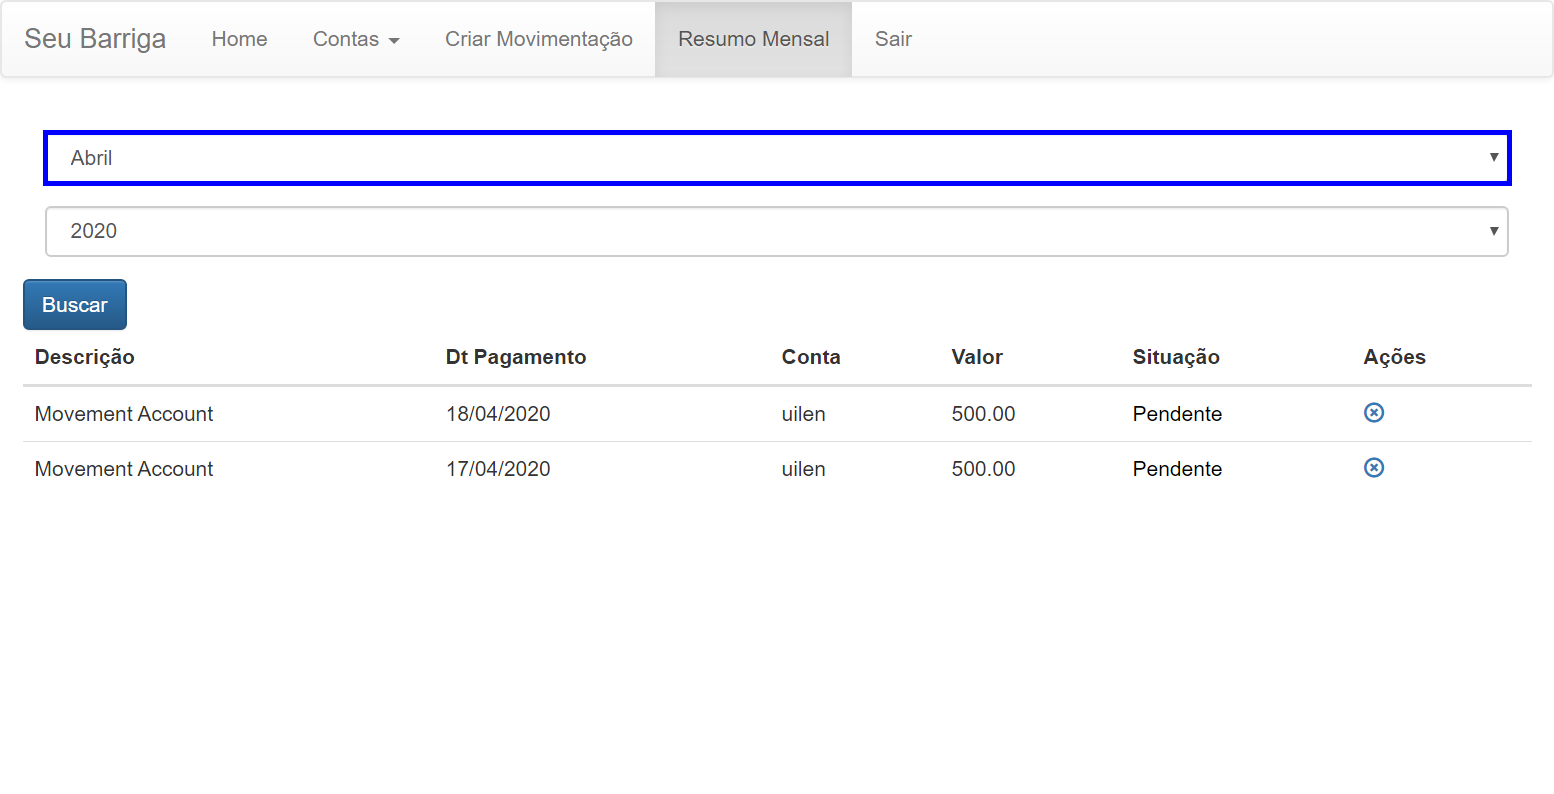 Seu Barriga Home Contas Criar Movimentação Resumo Mensal Sair
Abril
2020
Buscar
Descrição Dt Pagamento Conta Valor Situação Ações
Movement Account 18/04/2020 uilen 500.00 Pendente
Movement Account 17/04/2020 uilen 500.00 Pendente